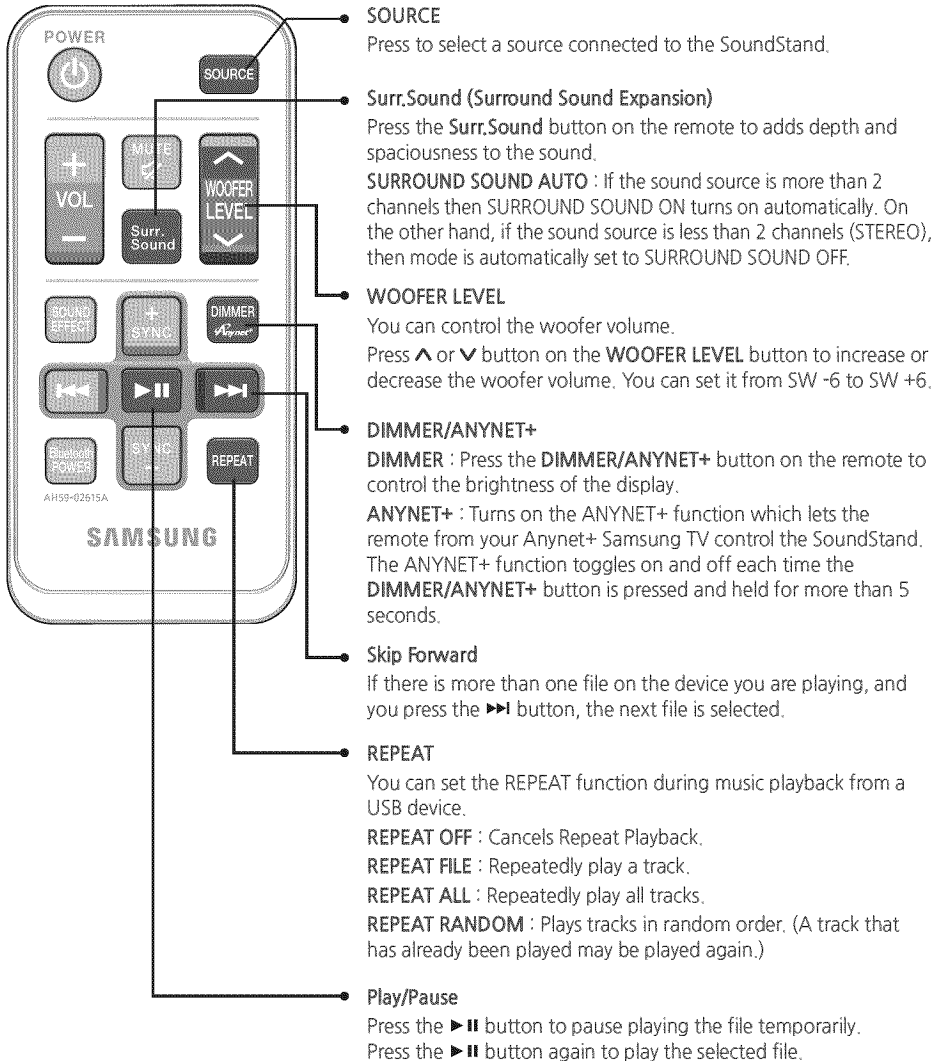 POWER
SOURCE
MUTE
+
VOL
−
WOOFER
LEVEL
Surr.
Sound
SOUND
EFFECT
+
SYNC
DIMMER
Anynet+
Bluetooth
POWER
SYNC
−
REPEAT
AH59-02615A
SAMSUNG
SOURCE
Press to select a source connected to the SoundStand.
Surr.Sound (Surround Sound Expansion)
Press the Surr.Sound button on the remote to adds depth and
spaciousness to the sound.
SURROUND SOUND AUTO : If the sound source is more than 2
channels then SURROUND SOUND ON turns on automatically. On
the other hand, if the sound source is less than 2 channels (STEREO),
then mode is automatically set to SURROUND SOUND OFF.
WOOFER LEVEL
You can control the woofer volume.
Press ∧ or ∨ button on the WOOFER LEVEL button to increase or
decrease the woofer volume. You can set it from SW -6 to SW +6.
DIMMER/ANYNET+
DIMMER : Press the DIMMER/ANYNET+ button on the remote to
control the brightness of the display.
ANYNET+ : Turns on the ANYNET+ function which lets the
remote from your Anynet+ Samsung TV control the SoundStand.
The ANYNET+ function toggles on and off each time the
DIMMER/ANYNET+ button is pressed and held for more than 5
seconds.
Skip Forward
If there is more than one file on the device you are playing, and
you press the ▶▶I button, the next file is selected.
REPEAT
You can set the REPEAT function during music playback from a
USB device.
REPEAT OFF : Cancels Repeat Playback.
REPEAT FILE : Repeatedly play a track.
REPEAT ALL : Repeatedly play all tracks.
REPEAT RANDOM : Plays tracks in random order. (A track that
has already been played may be played again.)
Play/Pause
Press the ▶II button to pause playing the file temporarily.
Press the ▶II button again to play the selected file.